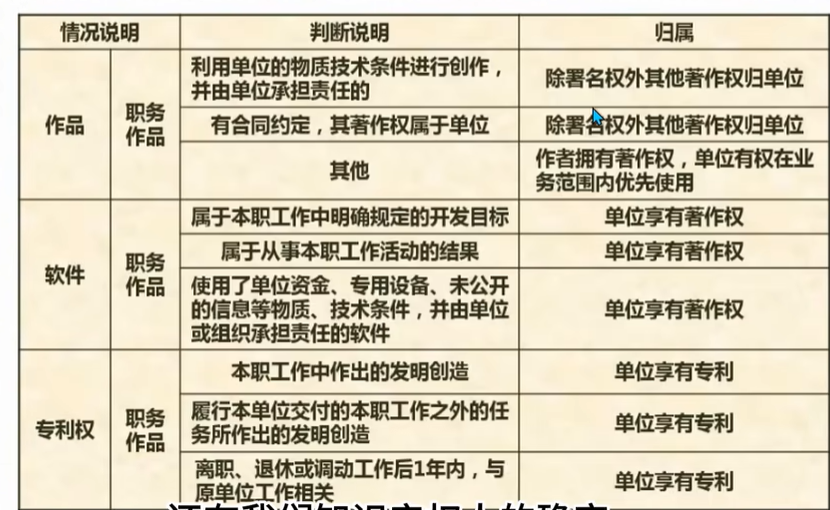 情况说明 判断说明 归属
作品
职务
作品
利用单位的物质技术条件进行创作，
并由单位承担责任的
除署名权外其他著作权归单位
有合同约定，其著作权属于单位
除署名权外其他著作权归单位
其他
作者拥有著作权，单位有权在业
务范围内优先使用
软件
职务
作品
属于本职工作中明确规定的开发目标
单位享有著作权
属于从事本职工作活动的结果
单位享有著作权
使用了单位资金、专用设备、未公开
的信息等物质、技术条件，并由单位
或组织承担责任的软件
单位享有著作权
专利权
职务
作品
本职工作中作出的发明创造
单位享有专利
履行本单位交付的本职工作之外的任
务所作出的发明创造
单位享有专利
离职、退休或调动工作后1年内，与
原单位工作相关
单位享有专利